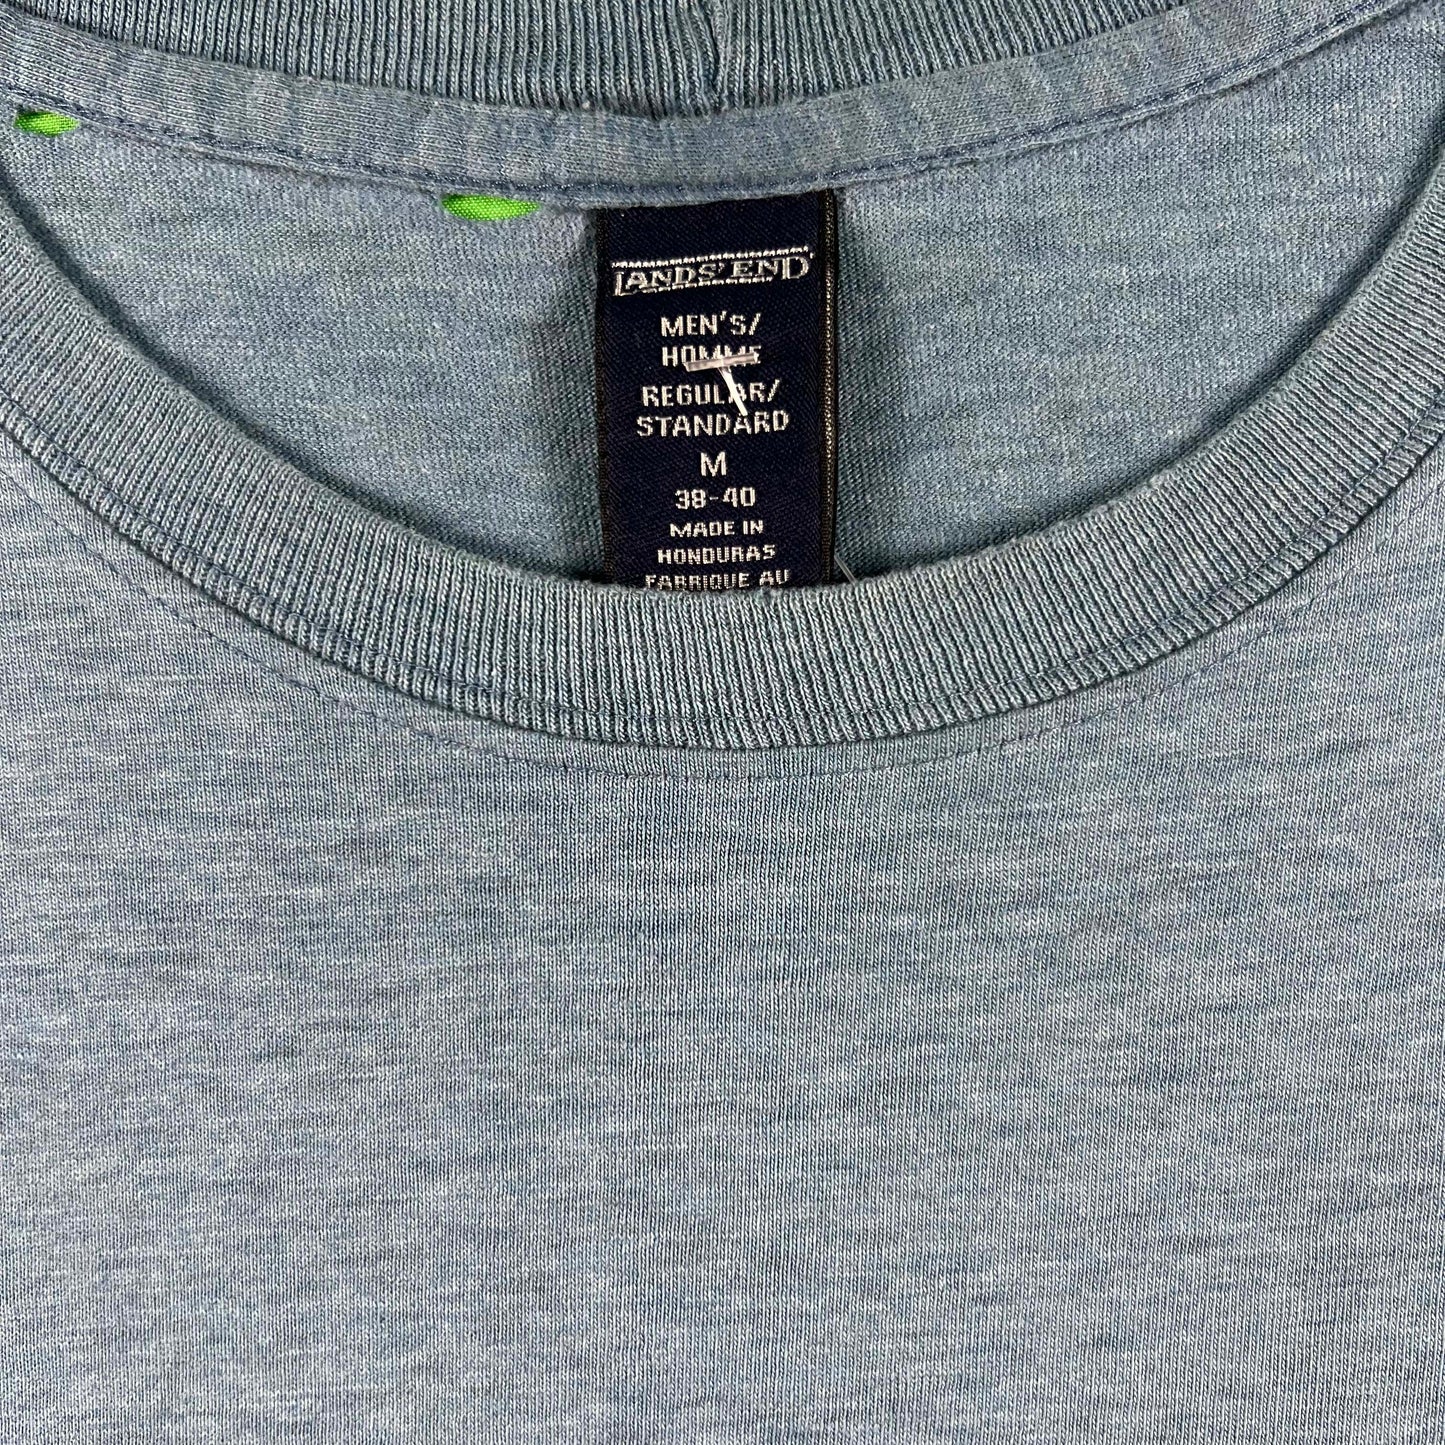 LANDS' END
MEN'S/
HOMME
REGULAR/
STANDARD
M
38-40
MADE IN
HONDURAS
FABRIQUE AU